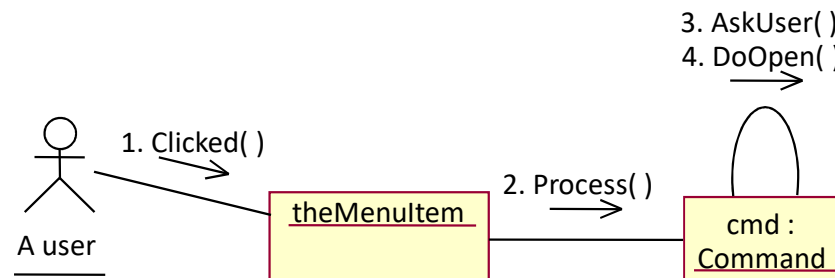 3. AskUser( )
4. DoOpen( )
1. Clicked( )
2. Process( )
theMenuItem
cmd :
Command
A user